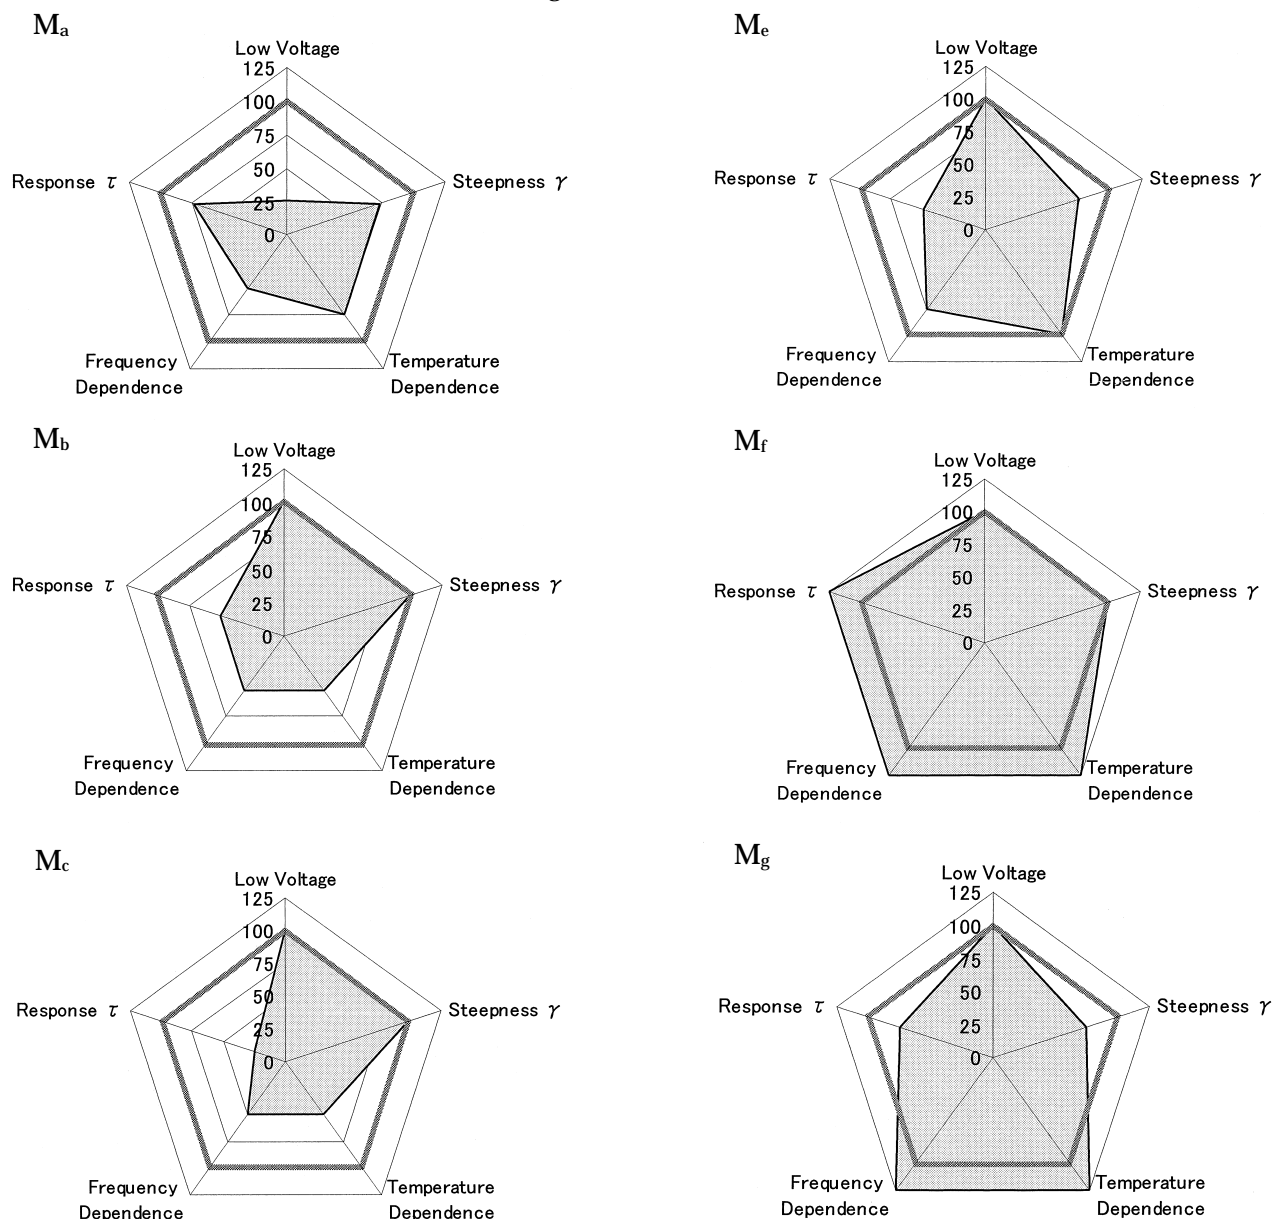 Ma
Low Voltage
125
100
75
50
25
0
Response τ
Steepness γ
Frequency
Dependence
Temperature
Dependence
Me
Low Voltage
125
100
75
50
25
0
Response τ
Steepness γ
Frequency
Dependence
Temperature
Dependence
Mb
Low Voltage
125
100
75
50
25
0
Response τ
Steepness γ
Frequency
Dependence
Temperature
Dependence
Mf
Low Voltage
125
100
75
50
25
0
Response τ
Steepness γ
Frequency
Dependence
Temperature
Dependence
Mc
Low Voltage
125
100
75
50
25
0
Response τ
Steepness γ
Frequency
Dependence
Temperature
Dependence
Mg
Low Voltage
125
100
75
50
25
0
Response τ
Steepness γ
Frequency
Dependence
Temperature
Dependence